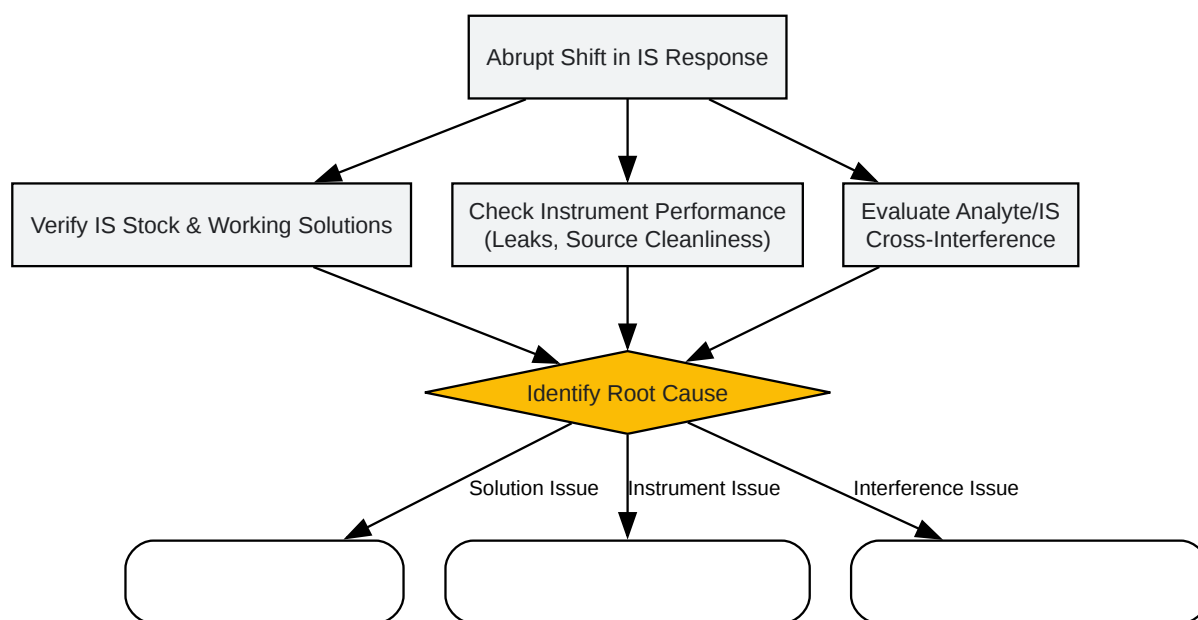 Abrupt Shift in IS Response
Verify IS Stock & Working Solutions
Check Instrument Performance
(Leaks, Source Cleanliness)
Evaluate Analyte/IS
Cross-Interference
Identify Root Cause
Solution Issue
Instrument Issue
Interference Issue